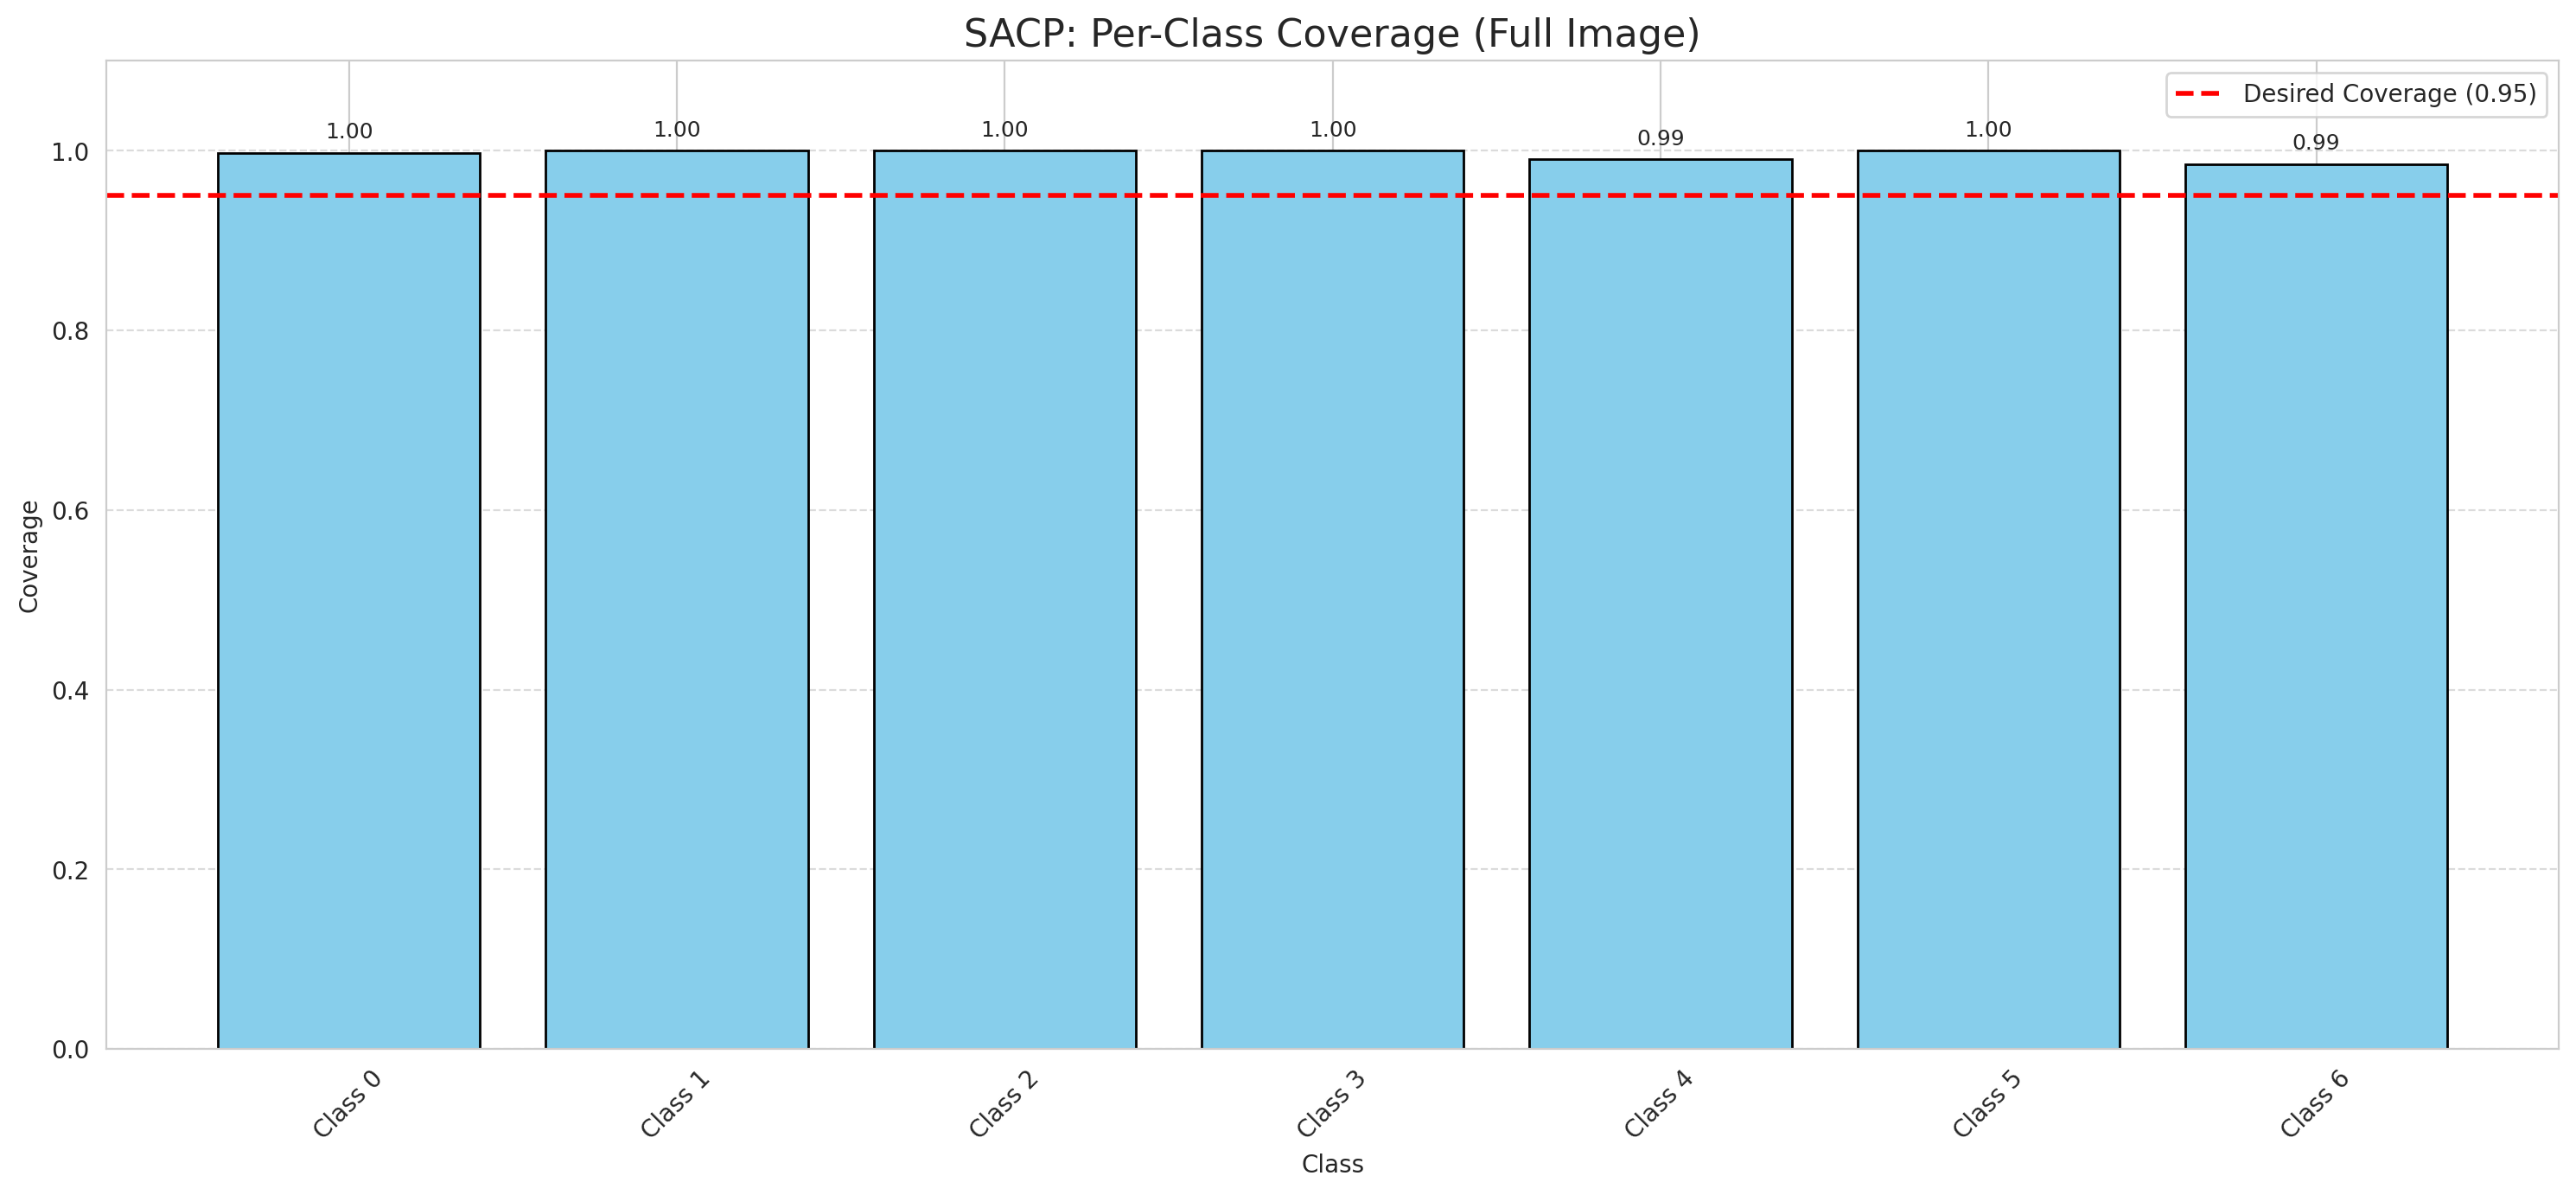 SACP: Per-Class Coverage (Full Image)
Desired Coverage (0.95)
1.00
1.00
1.00
1.00
0.99
1.00
0.99
1.0
0.8
0.6
0.4
0.2
0.0
Coverage
Class 0
Class 1
Class 2
Class 3
Class 4
Class 5
Class 6
Class